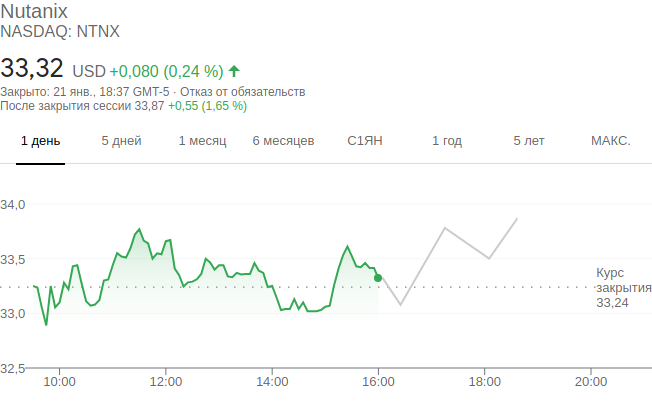 Nutanix
NASDAQ: NTNX
33,32 USD +0,080 (0,24 %)
Закрыто: 21 янв., 18:37 GMT-5 · Отказ от обязательств
После закрытия сессии 33,87 +0,55 (1,65 %)
1 день 5 дней 1 месяц 6 месяцев С1ЯН 1 год 5 лет МАКС.
34,0
33,5
Курс
закрытия
33,24
33,0
32,5
10:00 12:00 14:00 16:00 18:00 20:00